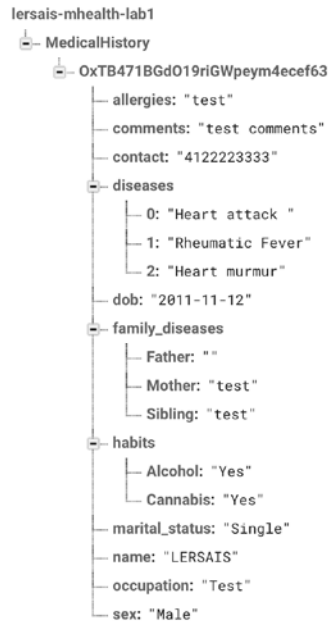 lersais-mhealth-lab1
MedicalHistory
OxTB471BGdO19riGWpeym4ecef63
allergies: "test"
comments: "test comments"
contact: "4122223333"
diseases
0: "Heart attack "
1: "Rheumatic Fever"
2: "Heart murmur"
dob: "2011-11-12"
family_diseases
Father: ""
Mother: "test"
Sibling: "test"
habits
Alcohol: "Yes"
Cannabis: "Yes"
marital_status: "Single"
name: "LERSAIS"
occupation: "Test"
sex: "Male"